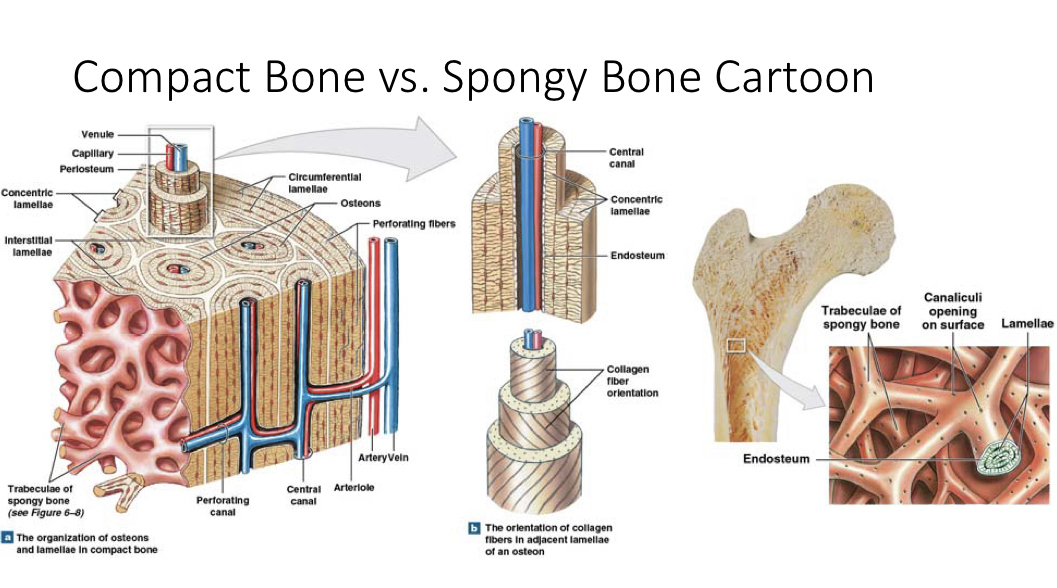 Compact Bone vs. Spongy Bone Cartoon
Venule
Capillary
Periosteum
Concentric
lamellae
Interstitial
lamellae
Circumferential
lamellae
Osteons
Perforating fibers
Trabeculae of
spongy bone
(see Figure 6–8)
Perforating
canal
Central
canal
Arteriole
Artery Vein
a The organization of osteons
and lamellae in compact bone
Central
canal
Concentric
lamellae
Endosteum
Collagen
fiber
orientation
b The orientation of collagen
fibers in adjacent lamellae
of an osteon
Trabeculae of
spongy bone
Canaliculi
opening
on surface
Lamellae
Endosteum